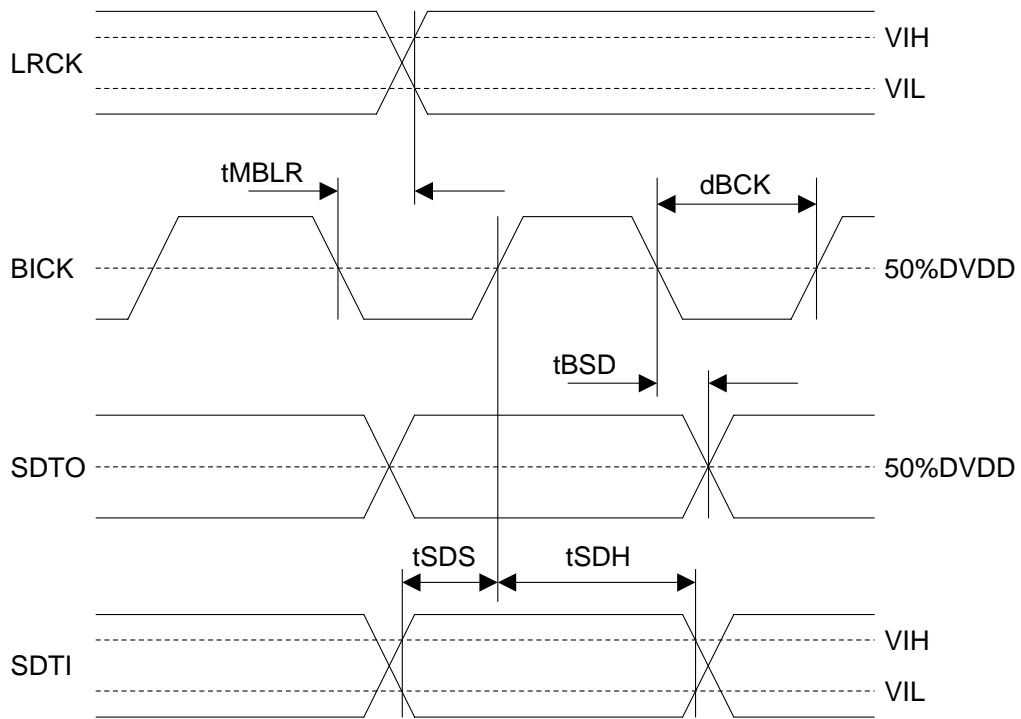 VIH
LRCK
VIL
tMBLR
dBCK
BICK
50%DVDD
tBSD
SDTO
50%DVDD
tSDS
tSDH
VIH
SDTI
VIL